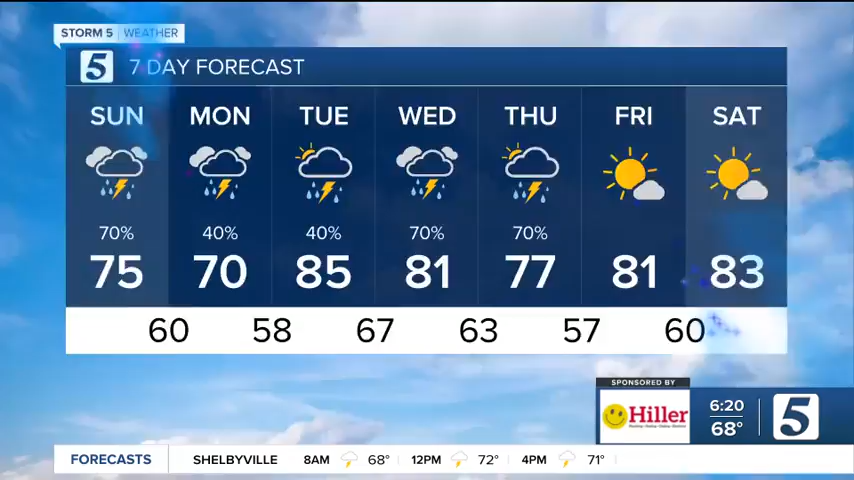 STORM 5 WEATHER
5 7 DAY FORECAST
SUN MON TUE WED THU FRI SAT
70% 40% 40% 70% 70%
75 70 85 81 77 81 83
60 58 67 63 57 60
SPONSORED BY
Hiller
6:20
68°
5
FORECASTS SHELBYVILLE 8AM 68° 12PM 72° 4PM 71°